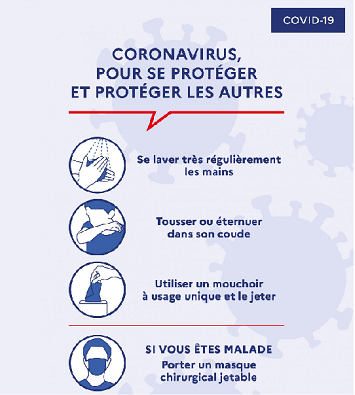 COVID-19
CORONAVIRUS,
POUR SE PROTÉGER
ET PROTÉGER LES AUTRES
Se laver très régulièrement
les mains
Tousser ou éternuer
dans son coude
Utiliser un mouchoir
à usage unique et le jeter
SI VOUS ÊTES MALADE
Porter un masque
chirurgical jetable